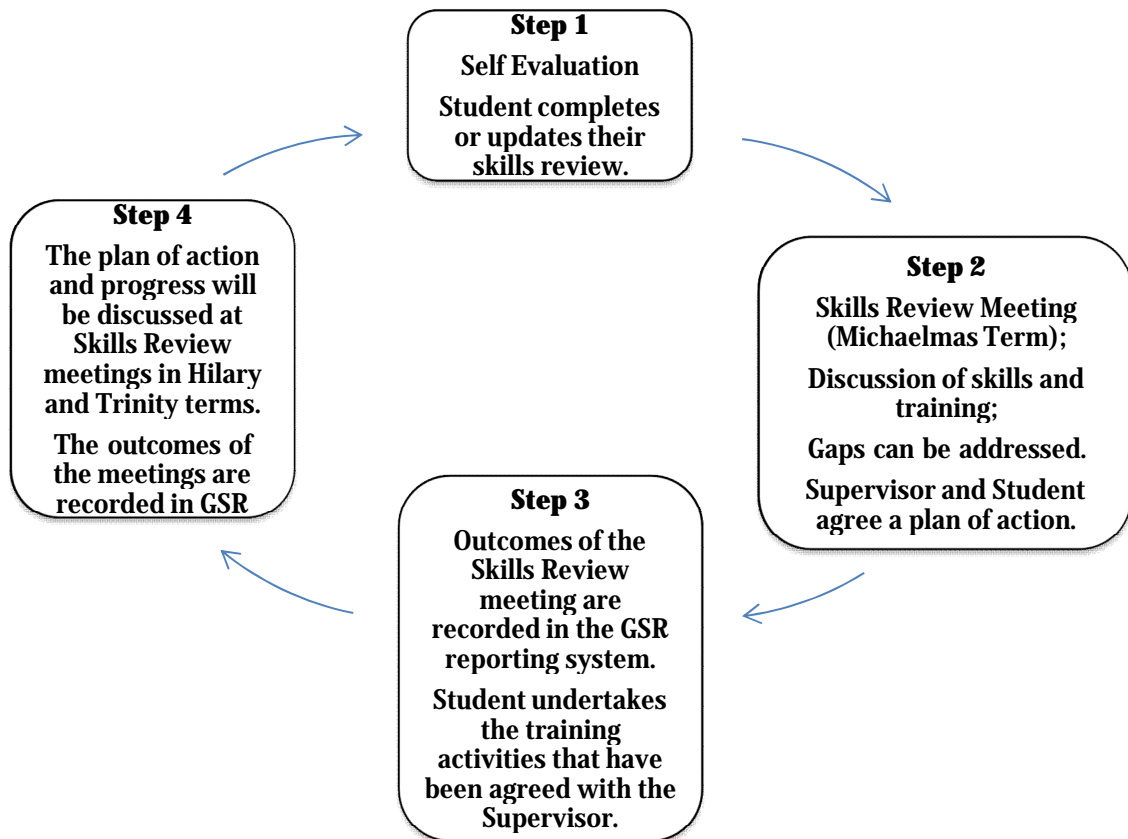 Step 1
Self Evaluation
Student completes
or updates their
skills review.
Step 2
Skills Review Meeting
(Michaelmas Term);
Discussion of skills and
training;
Gaps can be addressed.
Supervisor and Student
agree a plan of action.
Step 3
Outcomes of the
Skills Review
meeting are
recorded in the GSR
reporting system.
Student undertakes
the training
activities that have
been agreed with the
Supervisor.
Step 4
The plan of action
and progress will
be discussed at
Skills Review
meetings in Hilary
and Trinity terms.
The outcomes of
the meetings are
recorded in GSR